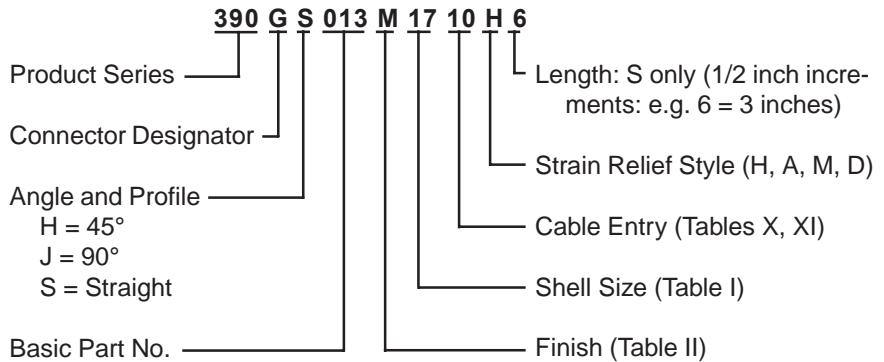 390 G S 013 M 17 10 H 6
Product Series
Connector Designator
Angle and Profile
H = 45°
J = 90°
S = Straight
Basic Part No.
Length: S only (1/2 inch incre-
ments: e.g. 6 = 3 inches)
Strain Relief Style (H, A, M, D)
Cable Entry (Tables X, XI)
Shell Size (Table I)
Finish (Table II)